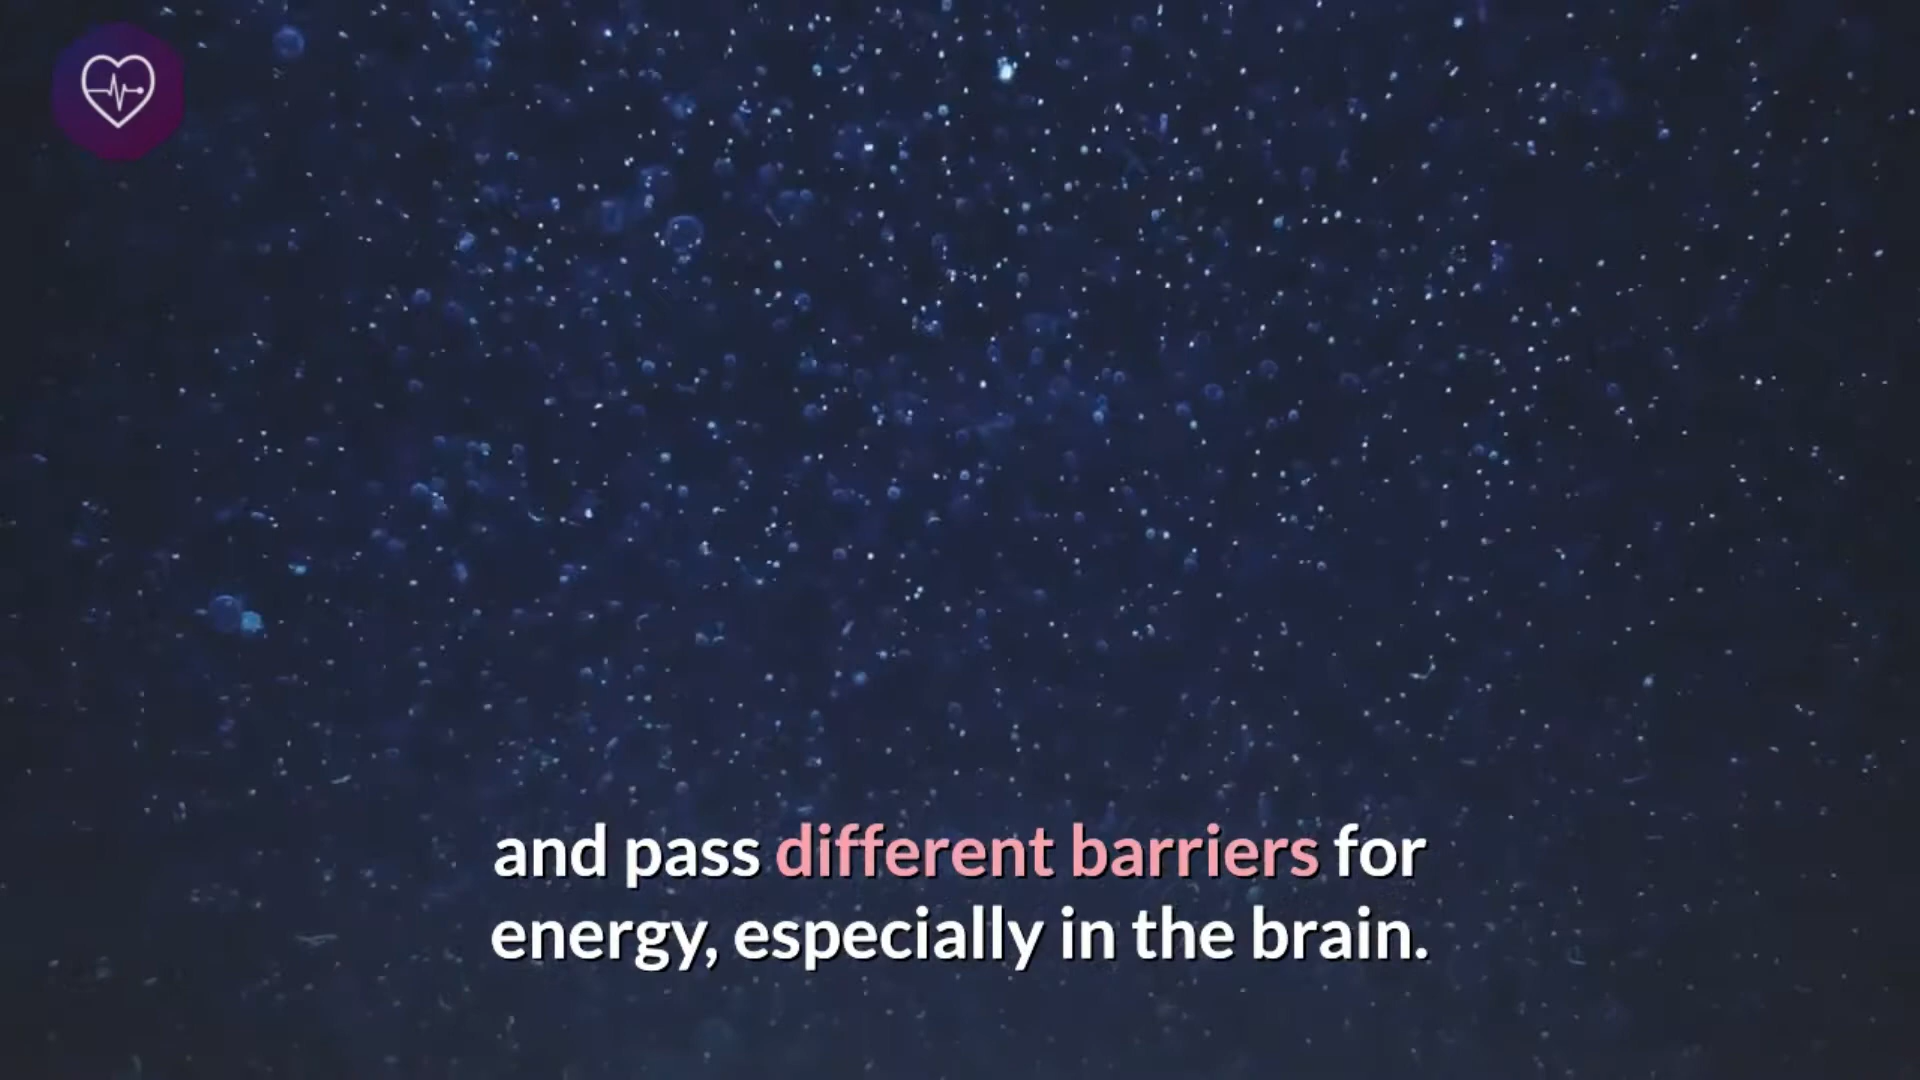 and pass different barriers for
energy, especially in the brain.